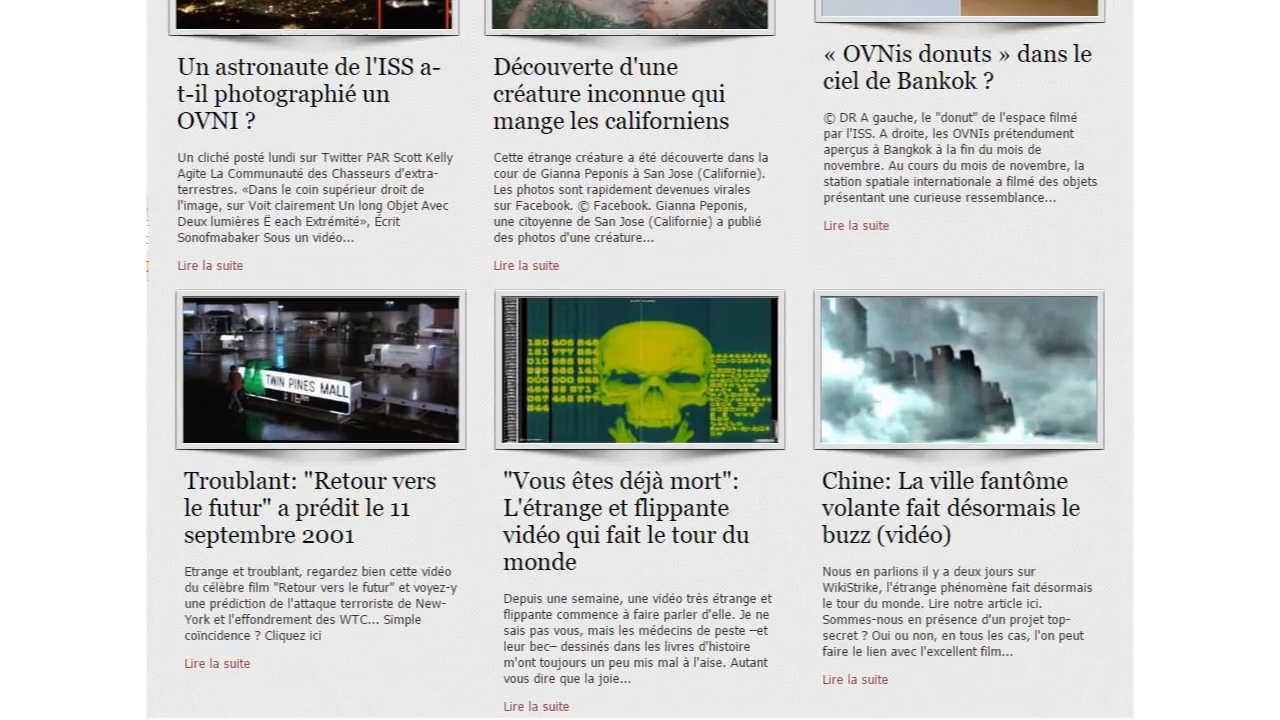 Un astronaute de l'ISS a-
t-il photographié un
OVNI ?
Un cliché posté lundi sur Twitter PAR Scott Kelly
Agite La Communauté des Chasseurs d'extra-
terrestres. «Dans le coin supérieur droit de
l'image, sur Voit clairement Un long Objet Avec
Deux lumières Ë each Extrémité», Écrit
Sonofmabaker Sous un vidéo...
Lire la suite
Découverte d'une
créature inconnue qui
mange les californiens
Cette étrange créature a été découverte dans la
cour de Gianna Peponis à San Jose (Californie).
Les photos sont rapidement devenues virales
sur Facebook. © Facebook. Gianna Peponis,
une citoyenne de San Jose (Californie) a publié
des photos d'une créature...
Lire la suite
« OVNis donuts » dans le
ciel de Bankok ?
© DR A gauche, le "donut" de l'espace filmé
par l'ISS. A droite, les OVNIs prétendument
aperçus à Bangkok à la fin du mois de
novembre. Au cours du mois de novembre, la
station spatiale internationale a filmé des objets
présentant une curieuse ressemblance...
Lire la suite
TWIN PINES MALL
Troublant: "Retour vers
le futur" a prédit le 11
septembre 2001
Etrange et troublant, regardez bien cette vidéo
du célèbre film "Retour vers le futur" et voyez-y
une prédiction de l'attaque terroriste de New-
York et l'effondrement des WTC... Simple
coïncidence ? Cliquez ici
Lire la suite
"Vous êtes déjà mort":
L'étrange et flippante
vidéo qui fait le tour du
monde
Depuis une semaine, une vidéo très étrange et
flippante commence à faire parler d'elle. Je ne
sais pas vous, mais les médecins de peste –et
leur bec– dessinés dans les livres d'histoire
m'ont toujours un peu mis mal à l'aise. Autant
vous dire que la joie...
Lire la suite
Chine: La ville fantôme
volante fait désormais le
buzz (vidéo)
Nous en parlions il y a deux jours sur
WikiStrike, l'étrange phénomène fait désormais
le tour du monde. Lire notre article ici.
Sommes-nous en présence d'un projet top-
secret ? Oui ou non, en tous les cas, l'on peut
faire le lien avec l'excellent film...
Lire la suite